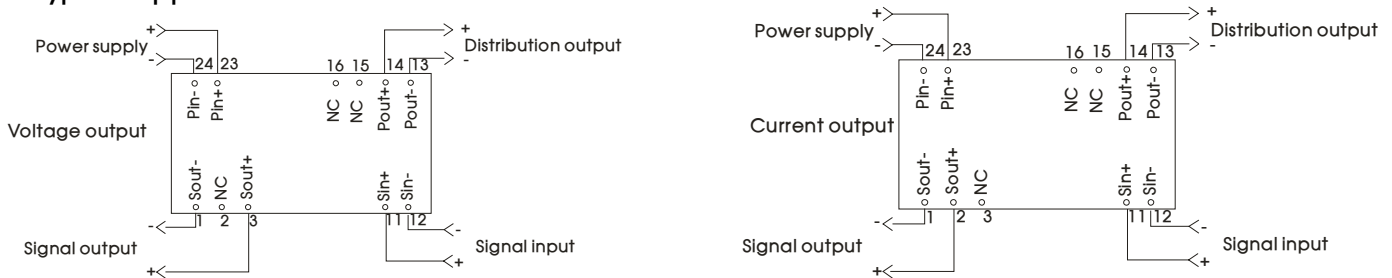 + + + +
Power supply Distribution output Power supply Distribution output
- - - -
24 23 16 15 14 13 24 23 16 15 14 13
Pin- Pin+ NC NC Pout+ Pout- Pin- Pin+ NC NC Pout+ Pout-
Voltage output Current output
Sout- NC Sout+ Sin+ Sin- Sout- Sout+ NC Sin+ Sin-
1 2 3 11 12 1 2 3 11 12
- - - -
Signal output Signal input Signal output Signal input
+ + + +